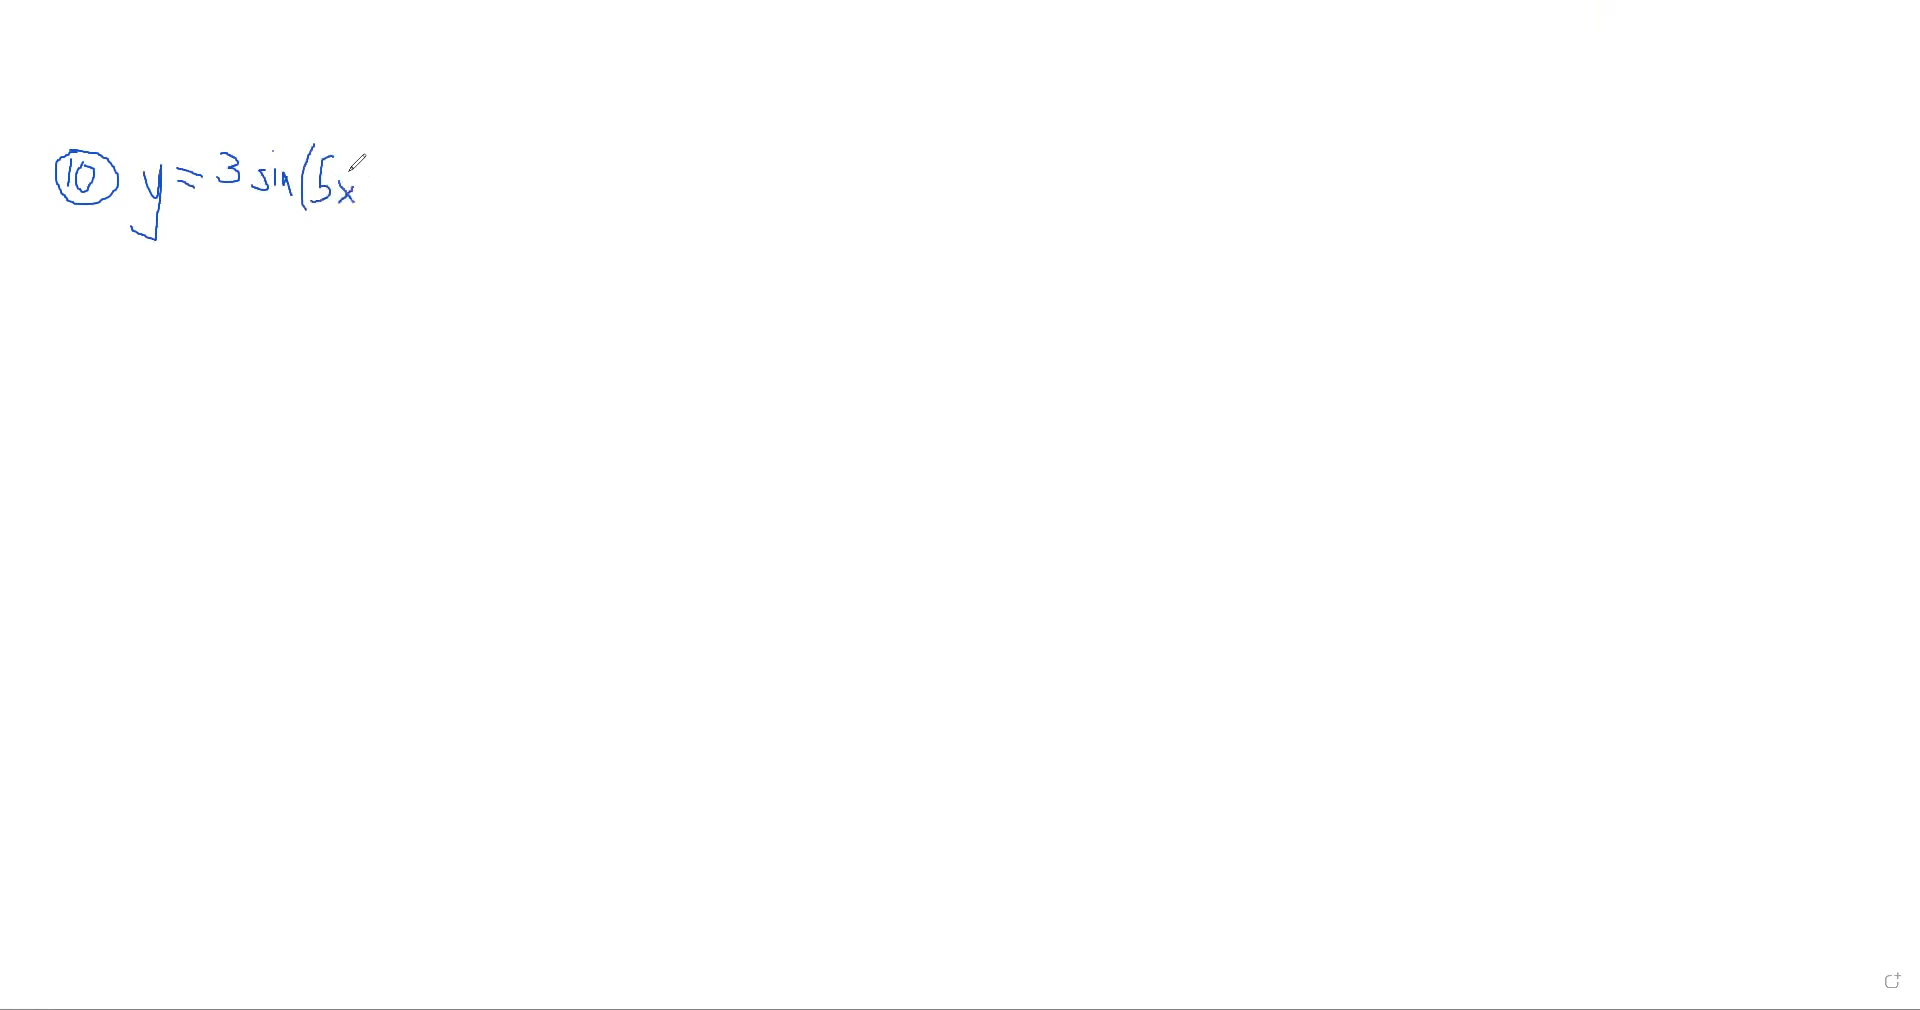 ⑩ y = 3 sin(5x